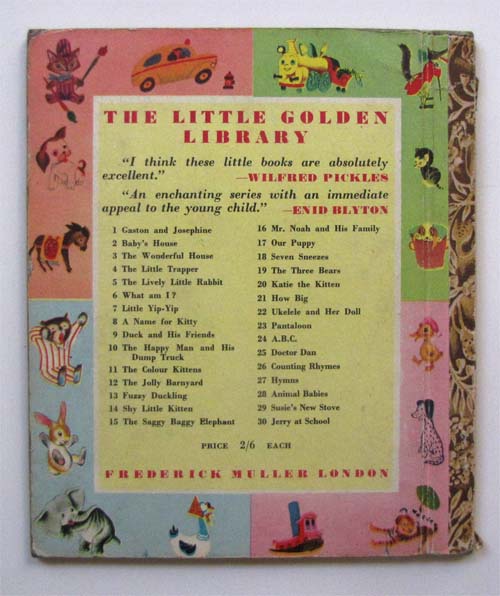 THE LITTLE GOLDEN
LIBRARY
"I think these little books are absolutely
excellent." —WILFRED PICKLES
"An enchanting series with an immediate
appeal to the young child." —ENID BLYTON
1 Gaston and Josephine
2 Baby's House
3 The Wonderful House
4 The Little Trapper
5 The Lively Little Rabbit
6 What am I?
7 Little Yip-Yip
8 A Name for Kitty
9 Duck and His Friends
10 The Happy Man and His
Dump Truck
11 The Colour Kittens
12 The Jolly Barnyard
13 Fuzzy Duckling
14 Shy Little Kitten
15 The Saggy Baggy Elephant
16 Mr. Noah and His Family
17 Our Puppy
18 Seven Sneezes
19 The Three Bears
20 Katie the Kitten
21 How Big
22 Ukelele and Her Doll
23 Pantaloon
24 A.B.C.
25 Doctor Dan
26 Counting Rhymes
27 Hymns
28 Animal Babies
29 Susie's New Stove
30 Jerry at School
PRICE 2/6 EACH
FREDERICK MULLER LONDON